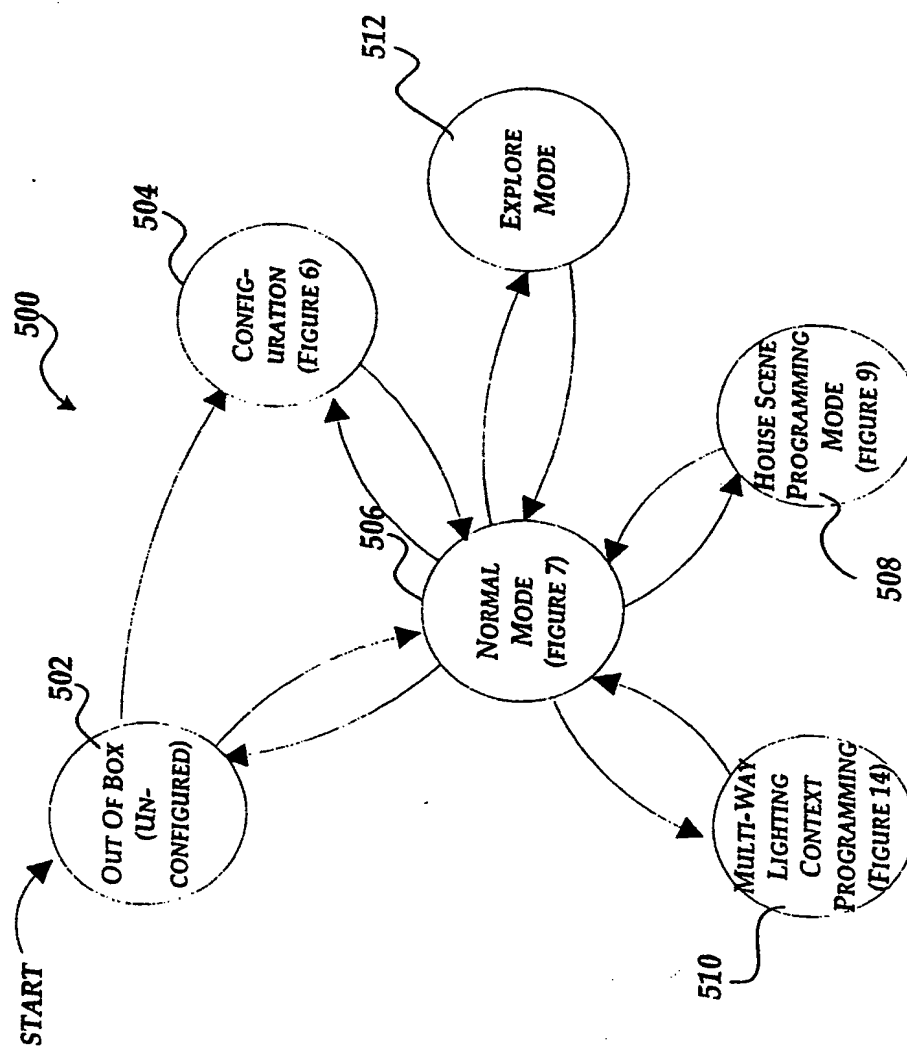 START
500
502
OUT OF BOX
(UN-
CONFIGURED)
504
CONFIG-
URATION
(FIGURE 6)
506
NORMAL
MODE
(FIGURE 7)
512
EXPLORE
MODE
510
MULTI-WAY
LIGHTING
CONTEXT
PROGRAMMING
(FIGURE 14)
508
HOUSE SCENE
PROGRAMMING
MODE
(FIGURE 9)